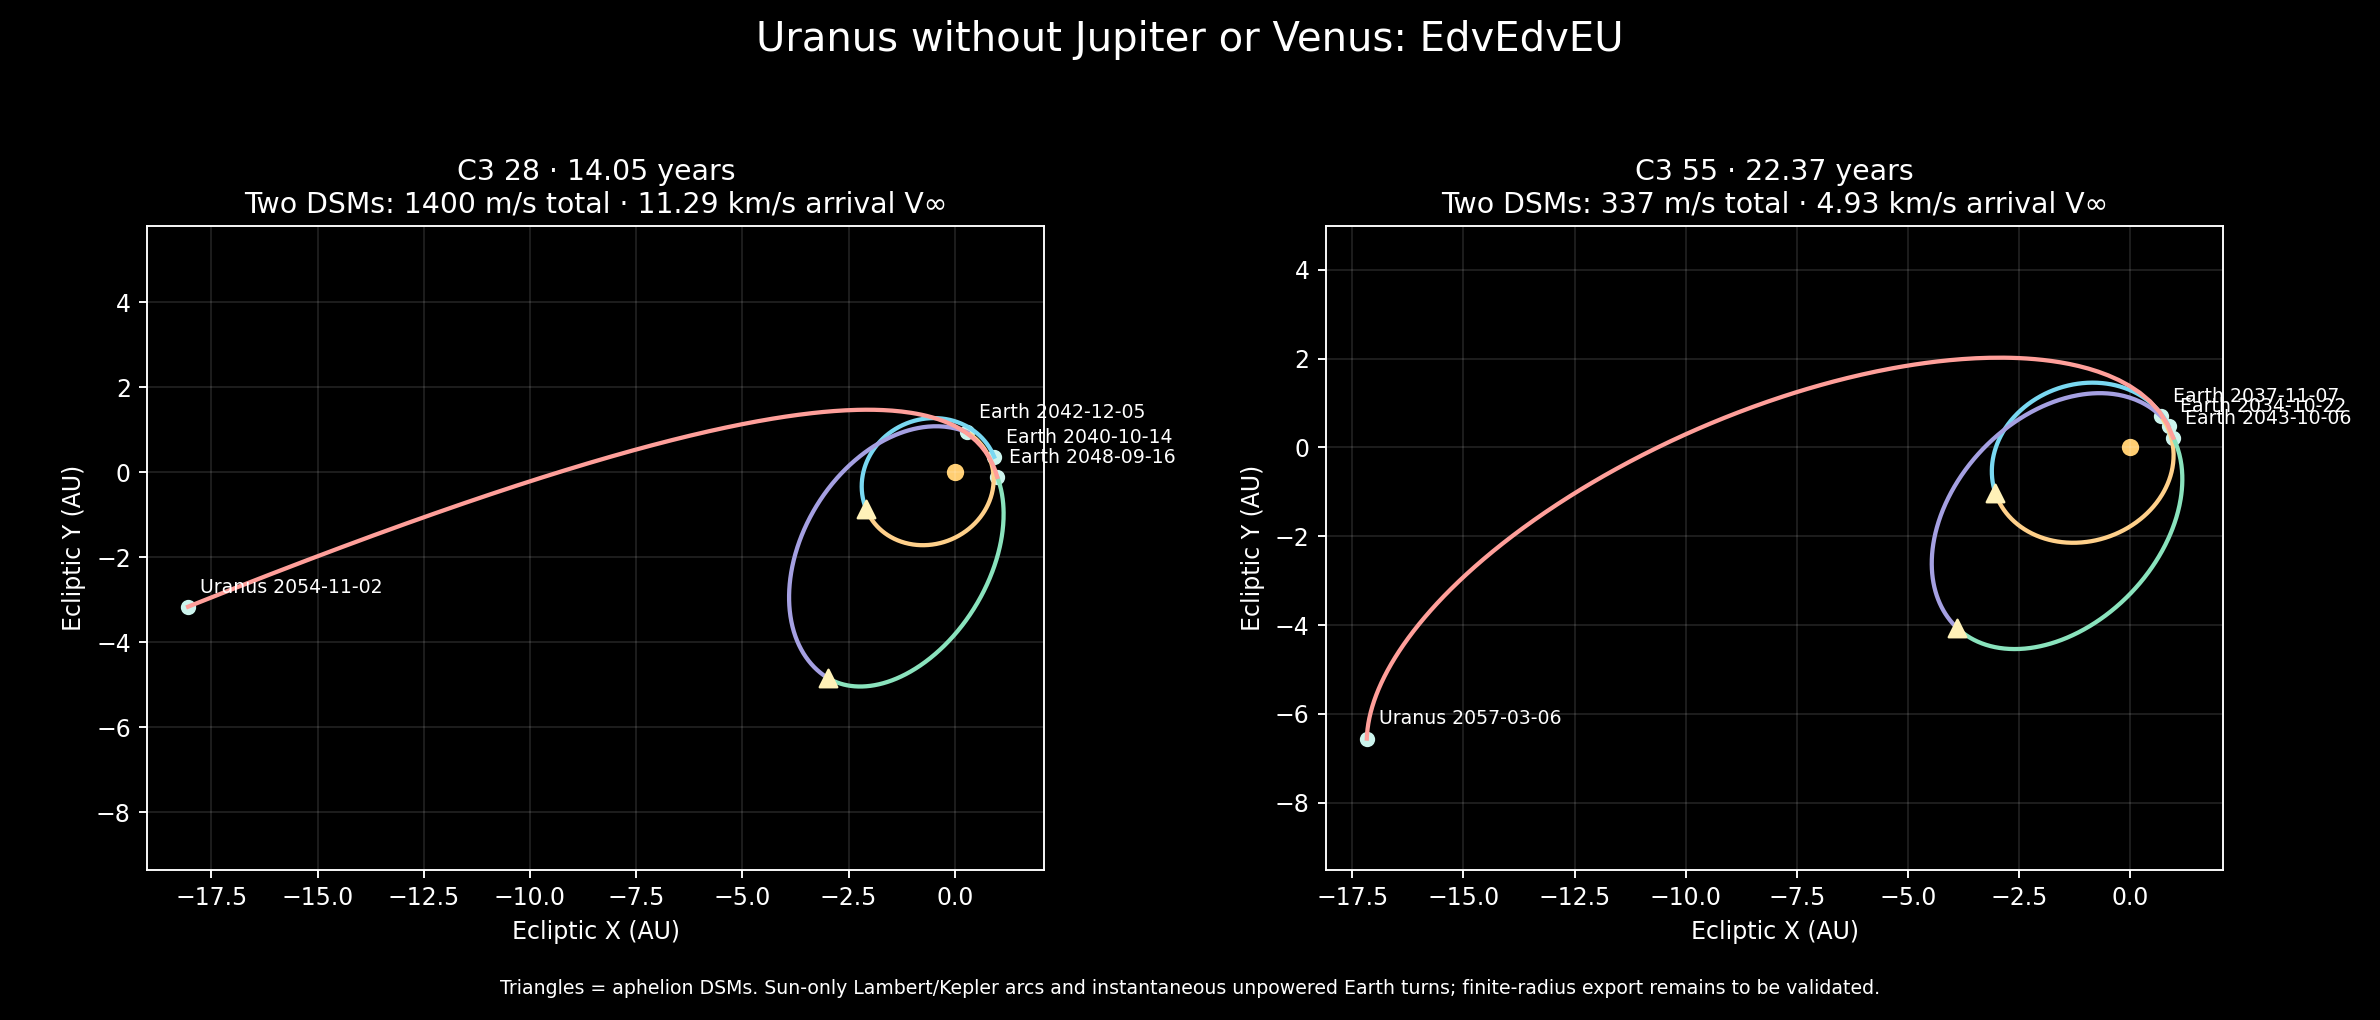 Uranus without Jupiter or Venus: EdvEdvEU
C3 28 · 14.05 years
Two DSMs: 1400 m/s total · 11.29 km/s arrival V∞
4
2
0
−2
−4
−6
−8
Ecliptic Y (AU)
Earth 2042-12-05
Earth 2040-10-14
Earth 2048-09-16
Uranus 2054-11-02
−17.5
−15.0
−12.5
−10.0
−7.5
−5.0
−2.5
0.0
Ecliptic X (AU)
C3 55 · 22.37 years
Two DSMs: 337 m/s total · 4.93 km/s arrival V∞
4
2
0
−2
−4
−6
−8
Ecliptic Y (AU)
Earth 2037-11-07
Earth 2034-10-22
Earth 2043-10-06
Uranus 2057-03-06
−17.5
−15.0
−12.5
−10.0
−7.5
−5.0
−2.5
0.0
Ecliptic X (AU)
Triangles = aphelion DSMs. Sun-only Lambert/Kepler arcs and instantaneous unpowered Earth turns; finite-radius export remains to be validated.